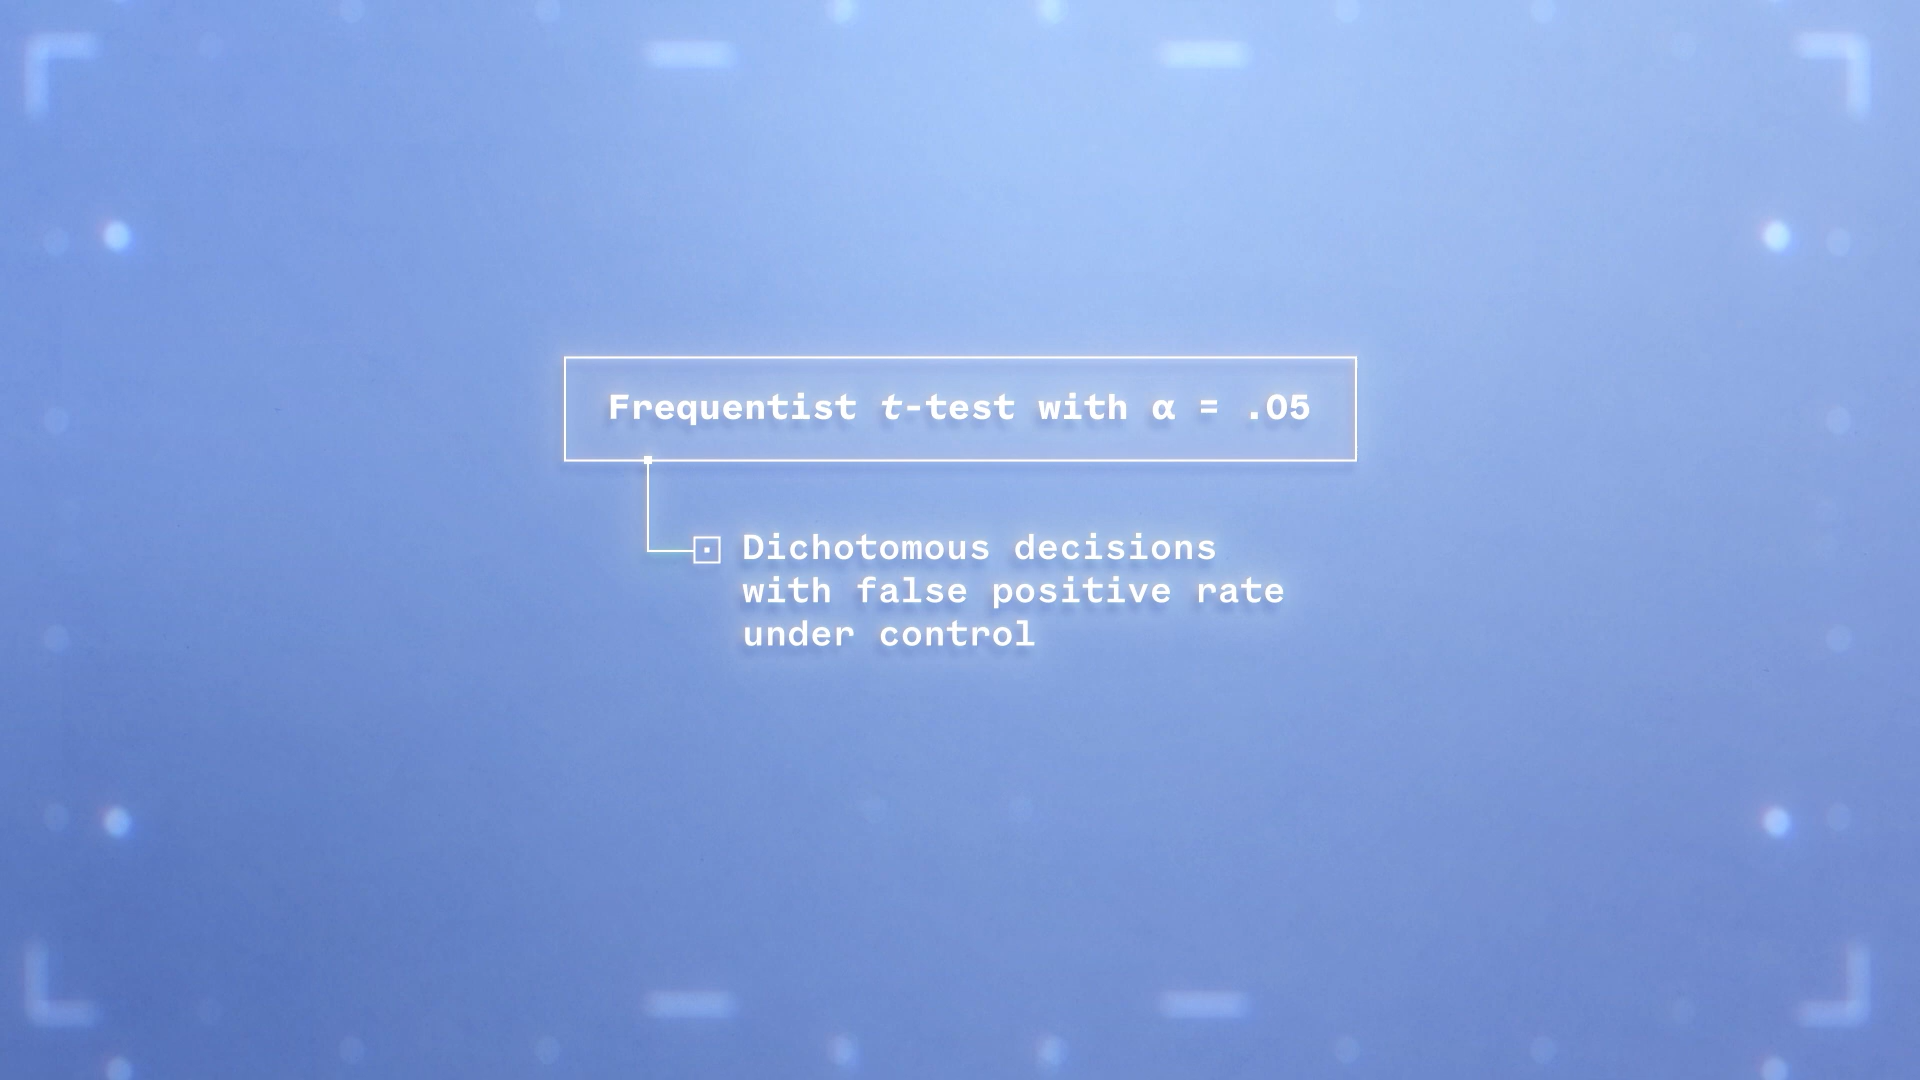 Frequentist t-test with α = .05
Dichotomous decisions
with false positive rate
under control